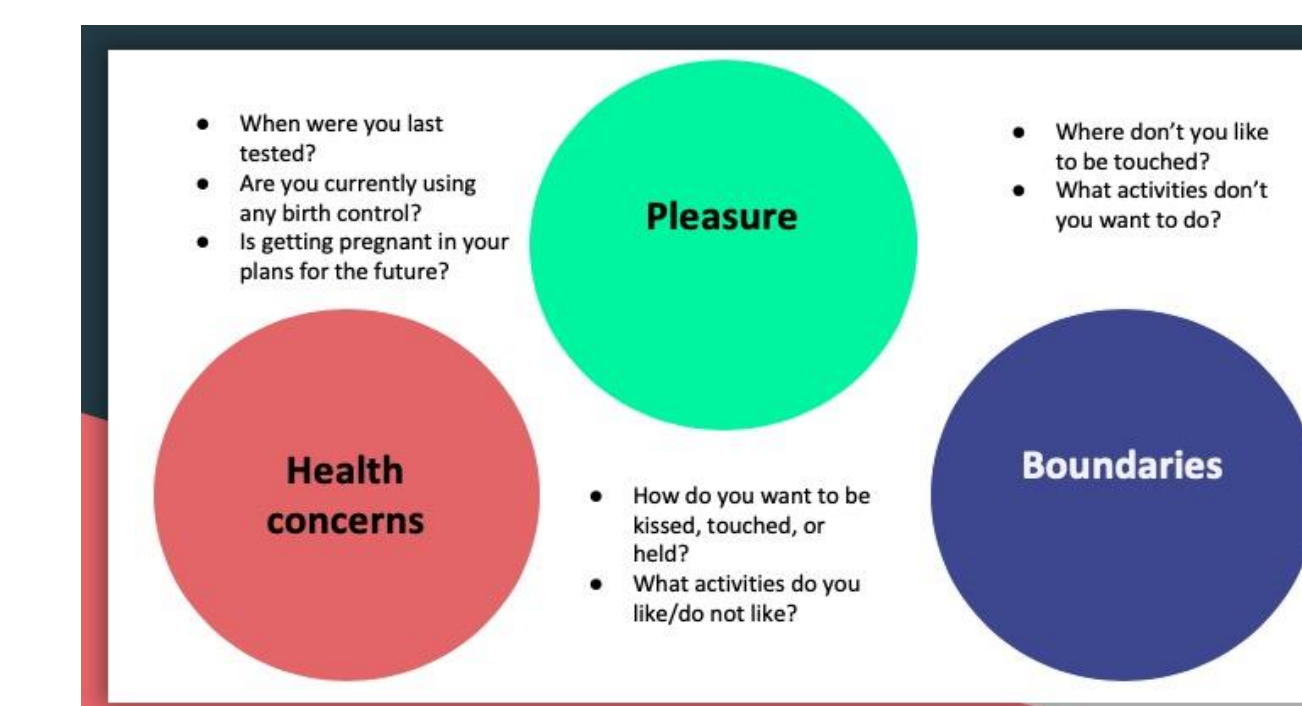 ● When were you last
tested?
● Are you currently using
any birth control?
● Is getting pregnant in your
plans for the future?
Health
concerns
Pleasure
● How do you want to be
kissed, touched, or
held?
● What activities do you
like/do not like?
● Where don’t you like
to be touched?
● What activities don’t
you want to do?
Boundaries